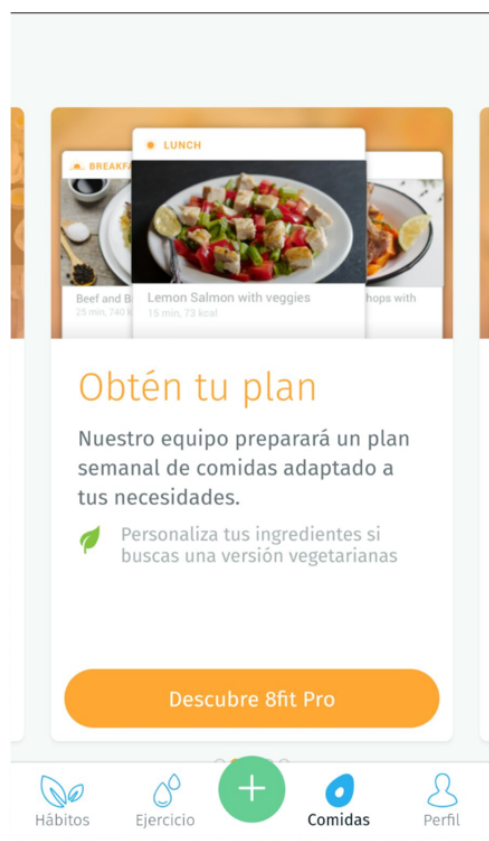 BREAKFA
LUNCH
Beef and B
25 min, 740 k
Lemon Salmon with veggies
15 min, 73 kcal
hops with
Obtén tu plan
Nuestro equipo preparará un plan
semanal de comidas adaptado a
tus necesidades.
Personaliza tus ingredientes si
buscas una versión vegetarianas
Descubre 8fit Pro
Hábitos
Ejercicio
Comidas
Perfil